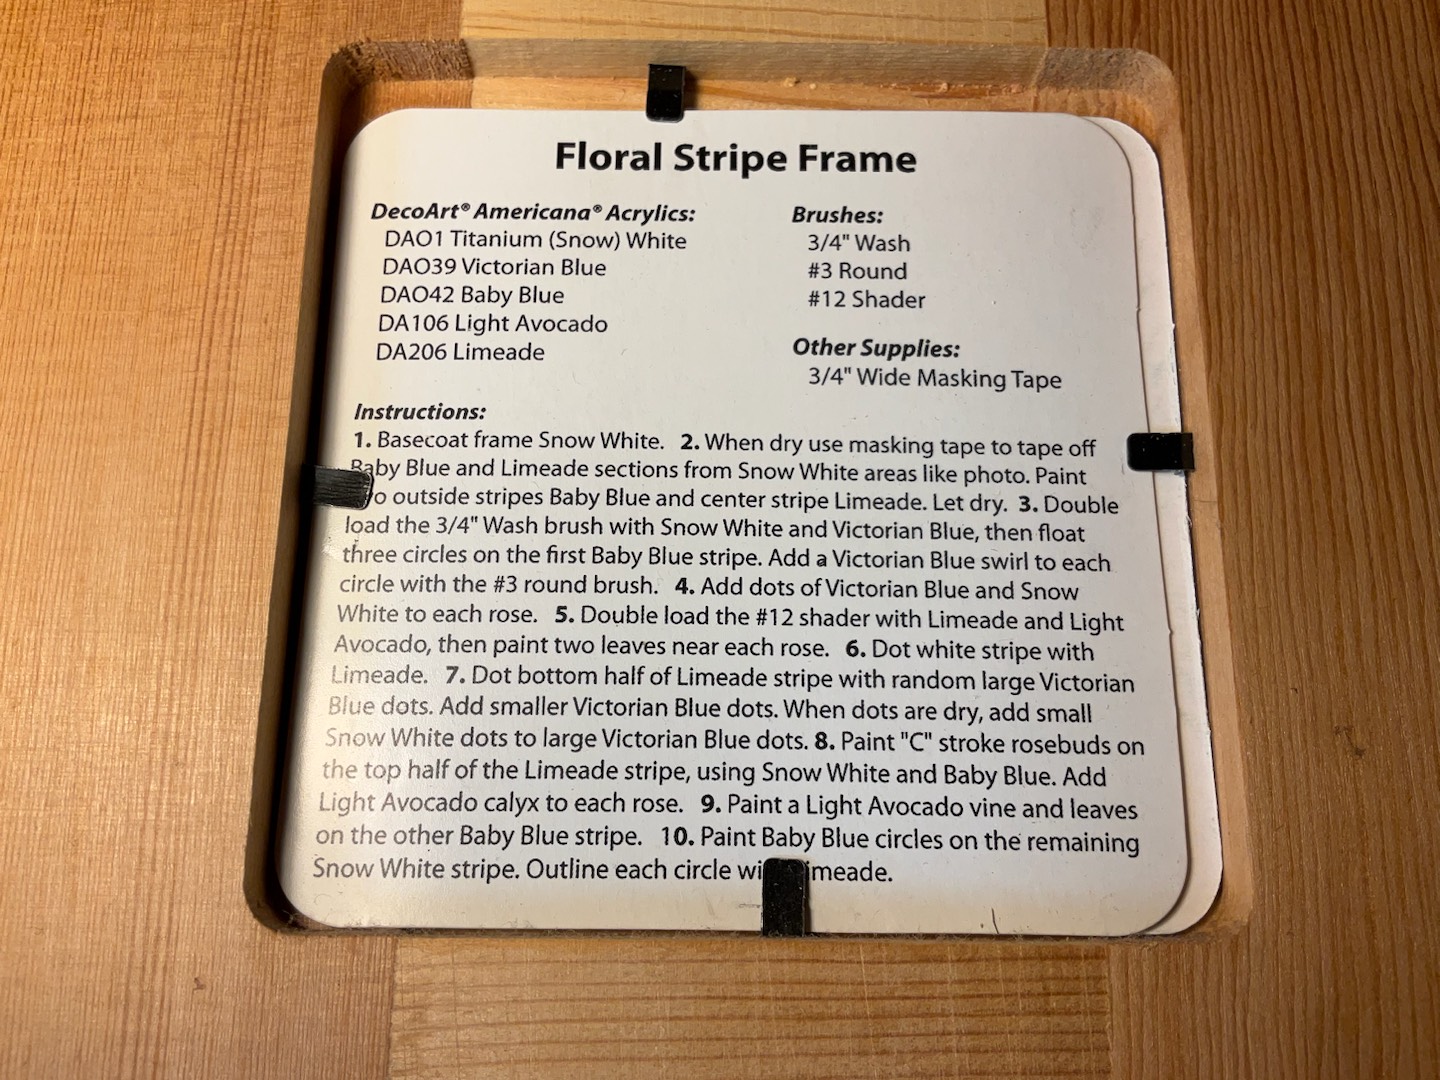 Floral Stripe Frame
DecoArt® Americana® Acrylics:
DAO1 Titanium (Snow) White
DAO39 Victorian Blue
DAO42 Baby Blue
DA106 Light Avocado
DA206 Limeade
Brushes:
3/4" Wash
#3 Round
#12 Shader
Other Supplies:
3/4" Wide Masking Tape
Instructions:
1. Basecoat frame Snow White. 2. When dry use masking tape to tape off
Baby Blue and Limeade sections from Snow White areas like photo. Paint
outside stripes Baby Blue and center stripe Limeade. Let dry. 3. Double
load the 3/4" Wash brush with Snow White and Victorian Blue, then float
three circles on the first Baby Blue stripe. Add a Victorian Blue swirl to each
circle with the #3 round brush. 4. Add dots of Victorian Blue and Snow
White to each rose. 5. Double load the #12 shader with Limeade and Light
Avocado, then paint two leaves near each rose. 6. Dot white stripe with
Limeade. 7. Dot bottom half of Limeade stripe with random large Victorian
Blue dots. Add smaller Victorian Blue dots. When dots are dry, add small
Snow White dots to large Victorian Blue dots. 8. Paint "C" stroke rosebuds on
the top half of the Limeade stripe, using Snow White and Baby Blue. Add
Light Avocado calyx to each rose. 9. Paint a Light Avocado vine and leaves
on the other Baby Blue stripe. 10. Paint Baby Blue circles on the remaining
Snow White stripe. Outline each circle